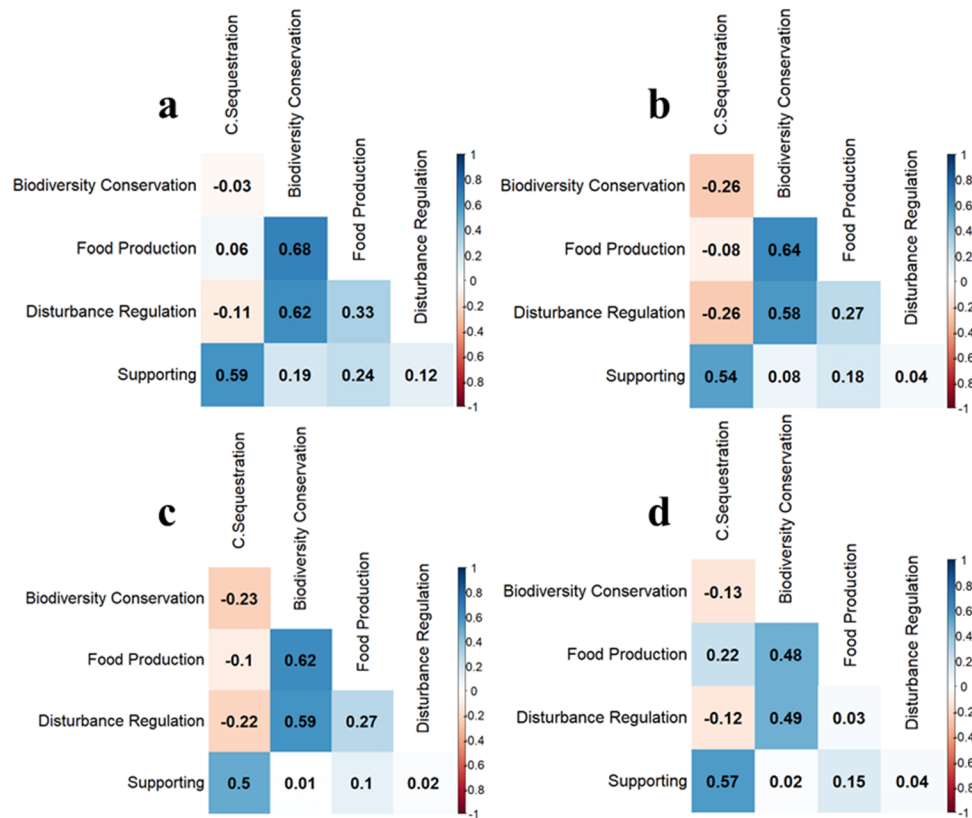 a
C.Sequestration
Biodiversity Conservation
Food Production
Disturbance Regulation
Biodiversity Conservation -0.03
Food Production 0.06 0.68
Disturbance Regulation -0.11 0.62 0.33
Supporting 0.59 0.19 0.24 0.12
1
0.8
0.6
0.4
0.2
0
-0.2
-0.4
-0.6
-0.8
-1
b
C.Sequestration
Biodiversity Conservation
Food Production
Disturbance Regulation
Biodiversity Conservation -0.26
Food Production -0.08 0.64
Disturbance Regulation -0.26 0.58 0.27
Supporting 0.54 0.08 0.18 0.04
1
0.8
0.6
0.4
0.2
0
-0.2
-0.4
-0.6
-0.8
-1
c
C.Sequestration
Biodiversity Conservation
Food Production
Disturbance Regulation
Biodiversity Conservation -0.23
Food Production -0.1 0.62
Disturbance Regulation -0.22 0.59 0.27
Supporting 0.5 0.01 0.1 0.02
1
0.8
0.6
0.4
0.2
0
-0.2
-0.4
-0.6
-0.8
-1
d
C.Sequestration
Biodiversity Conservation
Food Production
Disturbance Regulation
Biodiversity Conservation -0.13
Food Production 0.22 0.48
Disturbance Regulation -0.12 0.49 0.03
Supporting 0.57 0.02 0.15 0.04
1
0.8
0.6
0.4
0.2
0
-0.2
-0.4
-0.6
-0.8
-1